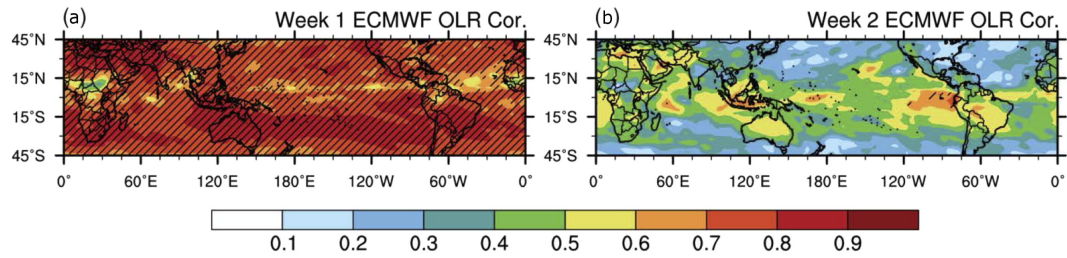 (a) Week 1 ECMWF OLR Cor.
45°N
15°N
15°S
45°S
0° 60°E 120°E 180° 120°W 60°W 0°
(b) Week 2 ECMWF OLR Cor.
45°N
15°N
15°S
45°S
0° 60°E 120°E 180° 120°W 60°W 0°
0.1 0.2 0.3 0.4 0.5 0.6 0.7 0.8 0.9